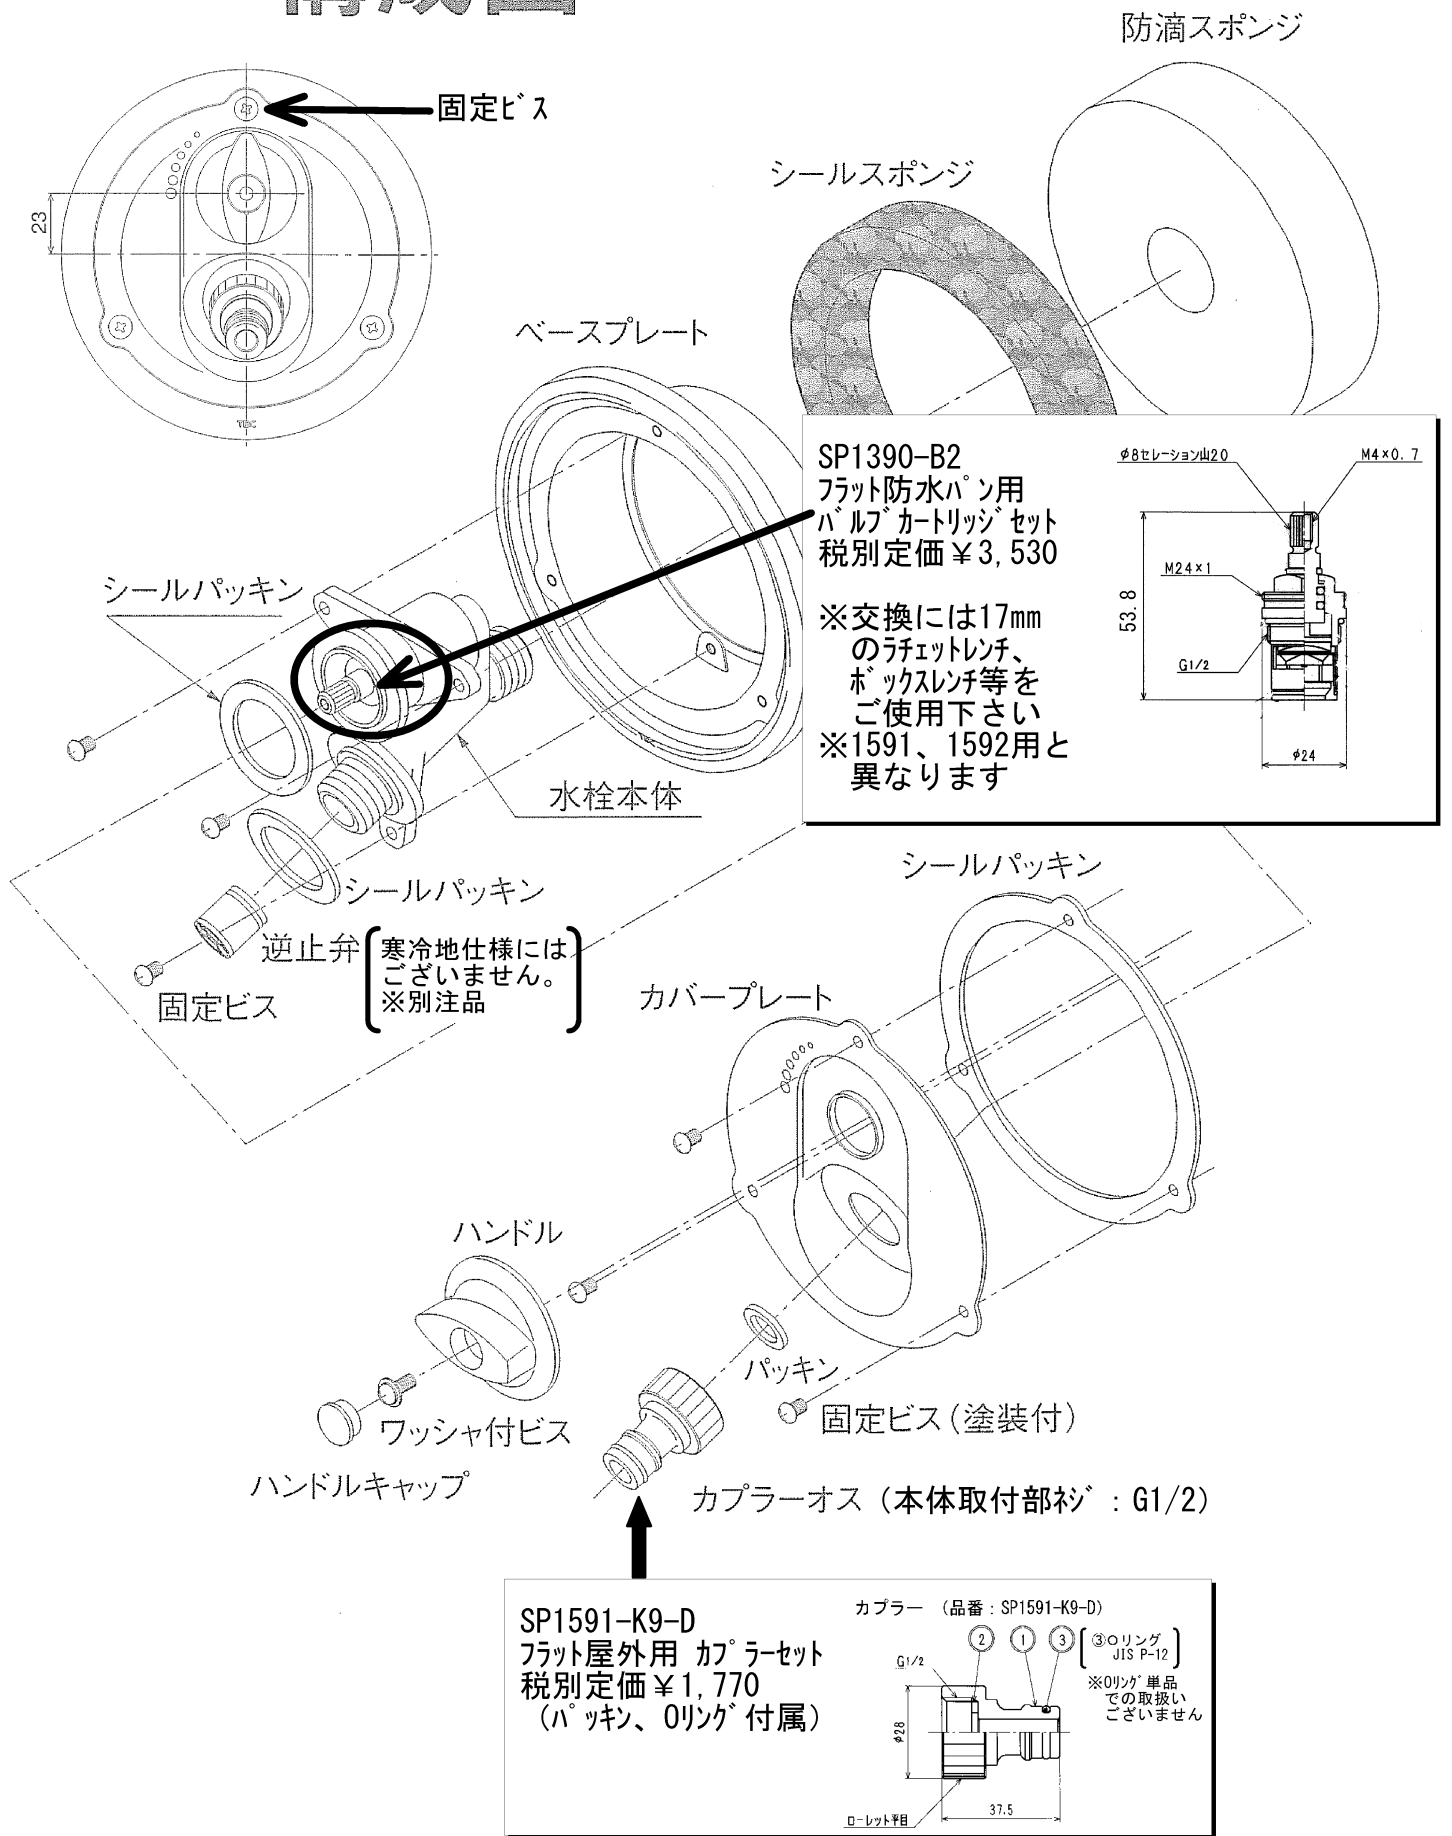 構成図
防滴スポンジ
固定ビス
シールスポンジ
23
ベースプレート
TBC
SP1390-B2
フラット防水パン用
バルブカートリッジセット
税別定価¥3,530
※交換には17mm
のラチェットレンチ、
ボックスレンチ等を
ご使用下さい
※1591、1592用と
異なります
φ8セレーション山20
M4×0.7
M24×1
53.8
G1/2
φ24
シールパッキン
水栓本体
シールパッキン
シールパッキン
逆止弁
寒冷地仕様には
ございません。
※別注品
固定ビス
カバープレート
ハンドル
パッキン
固定ビス(塗装付)
ワッシャ付ビス
ハンドルキャップ
カプラーオス (本体取付部ネジ:G1/2)
SP1591-K9-D
フラット屋外用 カプラーセット
税別定価¥1,770
(パッキン、Oリング付属)
カプラー (品番:SP1591-K9-D)
② ① ③
③Oリング
JIS P-12
※Oリング単品
での取扱い
ございません
G1/2
φ28
37.5
ローレット平目